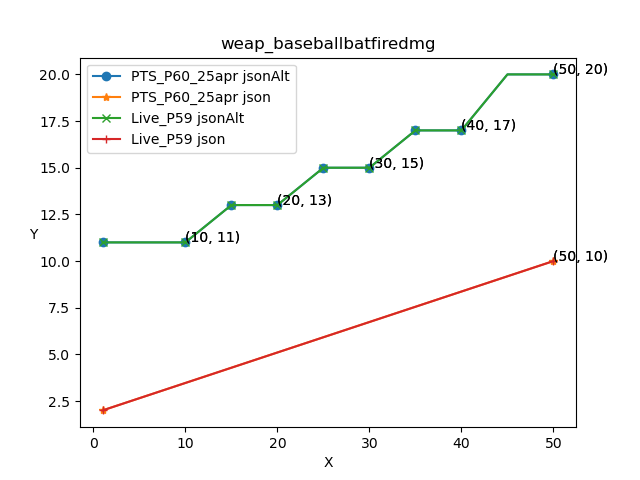 weap_baseballbatfiredmg
PTS_P60_25apr jsonAlt
PTS_P60_25apr json
Live_P59 jsonAlt
Live_P59 json
(50, 20)
(40, 17)
(30, 15)
(20, 13)
(10, 11)
(50, 10)
20.0
17.5
15.0
12.5
10.0
7.5
5.0
2.5
Y
0 10 20 30 40 50
X